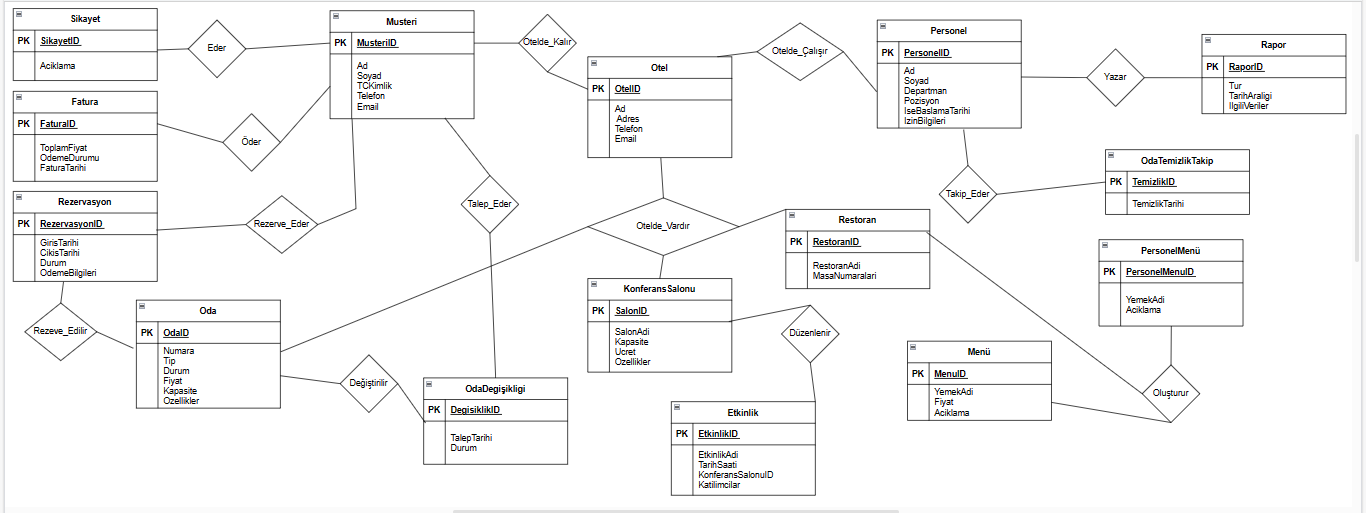 Sikayet
PK SikayetID
Aciklama
Eder
Musteri
PK MusteriID
Ad
Soyad
TCKimlik
Telefon
Email
Otelde_Kalır
Otel
PK OtelID
Ad
Adres
Telefon
Email
Otelde_Çalışır
Personel
PK PersonelID
Ad
Soyad
Departman
Pozisyon
IseBaslamaTarihi
IzinBilgileri
Yazar
Rapor
PK RaporID
Tur
TarihAraligi
IlgiliVeriler
Fatura
PK FaturaID
ToplamFiyat
OdemeDurumu
FaturaTarihi
Öder
OdaTemizlikTakip
PK TemizlikID
TemizlikTarihi
Takip_Eder
Rezervasyon
PK RezervasyonID
GirisTarihi
CikisTarihi
Durum
OdemeBilgileri
Rezerve_Eder
Talep_Eder
Otelde_Vardır
Restoran
PK RestoranID
RestoranAdi
MasaNumaralari
PersonelMenü
PK PersonelMenuID
YemekAdi
Aciklama
Rezeve_Edilir
Oda
PK OdaID
Numara
Tip
Durum
Fiyat
Kapasite
Ozellikler
Değiştirilir
OdaDegişikligi
PK DegisiklikID
TalepTarihi
Durum
KonferansSalonu
PK SalonID
SalonAdi
Kapasite
Ucret
Ozellikler
Düzenlenir
Etkinlik
PK EtkinlikID
EtkinlikAdi
TarihSaati
KonferansSalonuID
Katilimcilar
Menü
PK MenuID
YemekAdi
Fiyat
Aciklama
Oluşturur